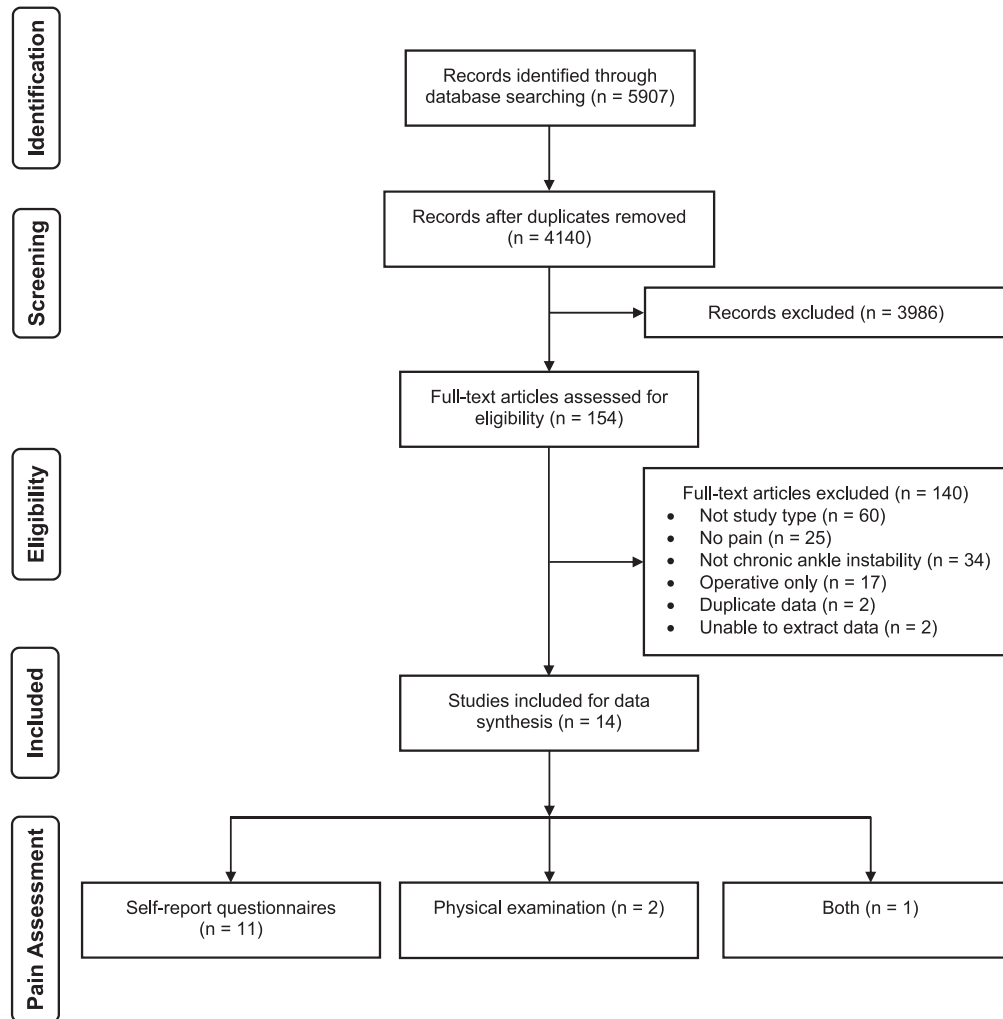 Identification
Records identified through
database searching (n = 5907)
Screening
Records after duplicates removed
(n = 4140)
Records excluded (n = 3986)
Full-text articles assessed for
eligibility (n = 154)
Eligibility
Full-text articles excluded (n = 140)
• Not study type (n = 60)
• No pain (n = 25)
• Not chronic ankle instability (n = 34)
• Operative only (n = 17)
• Duplicate data (n = 2)
• Unable to extract data (n = 2)
Included
Studies included for data
synthesis (n = 14)
Pain Assessment
Self-report questionnaires
(n = 11)
Physical examination (n = 2)
Both (n = 1)